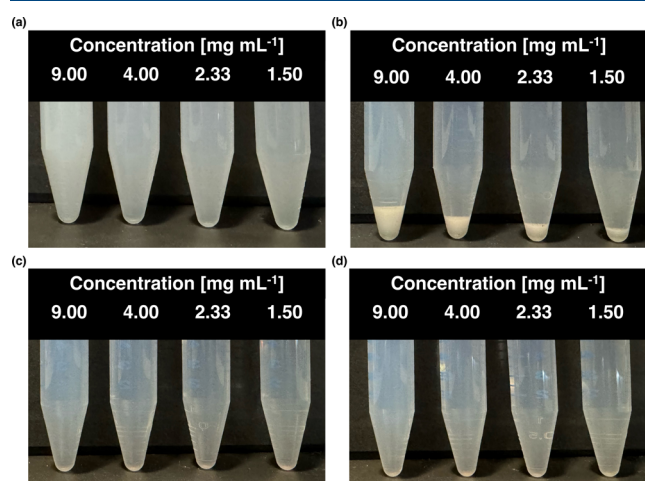 (a)
Concentration [mg mL-1]
9.00 4.00 2.33 1.50
(b)
Concentration [mg mL-1]
9.00 4.00 2.33 1.50
(c)
Concentration [mg mL-1]
9.00 4.00 2.33 1.50
(d)
Concentration [mg mL-1]
9.00 4.00 2.33 1.50